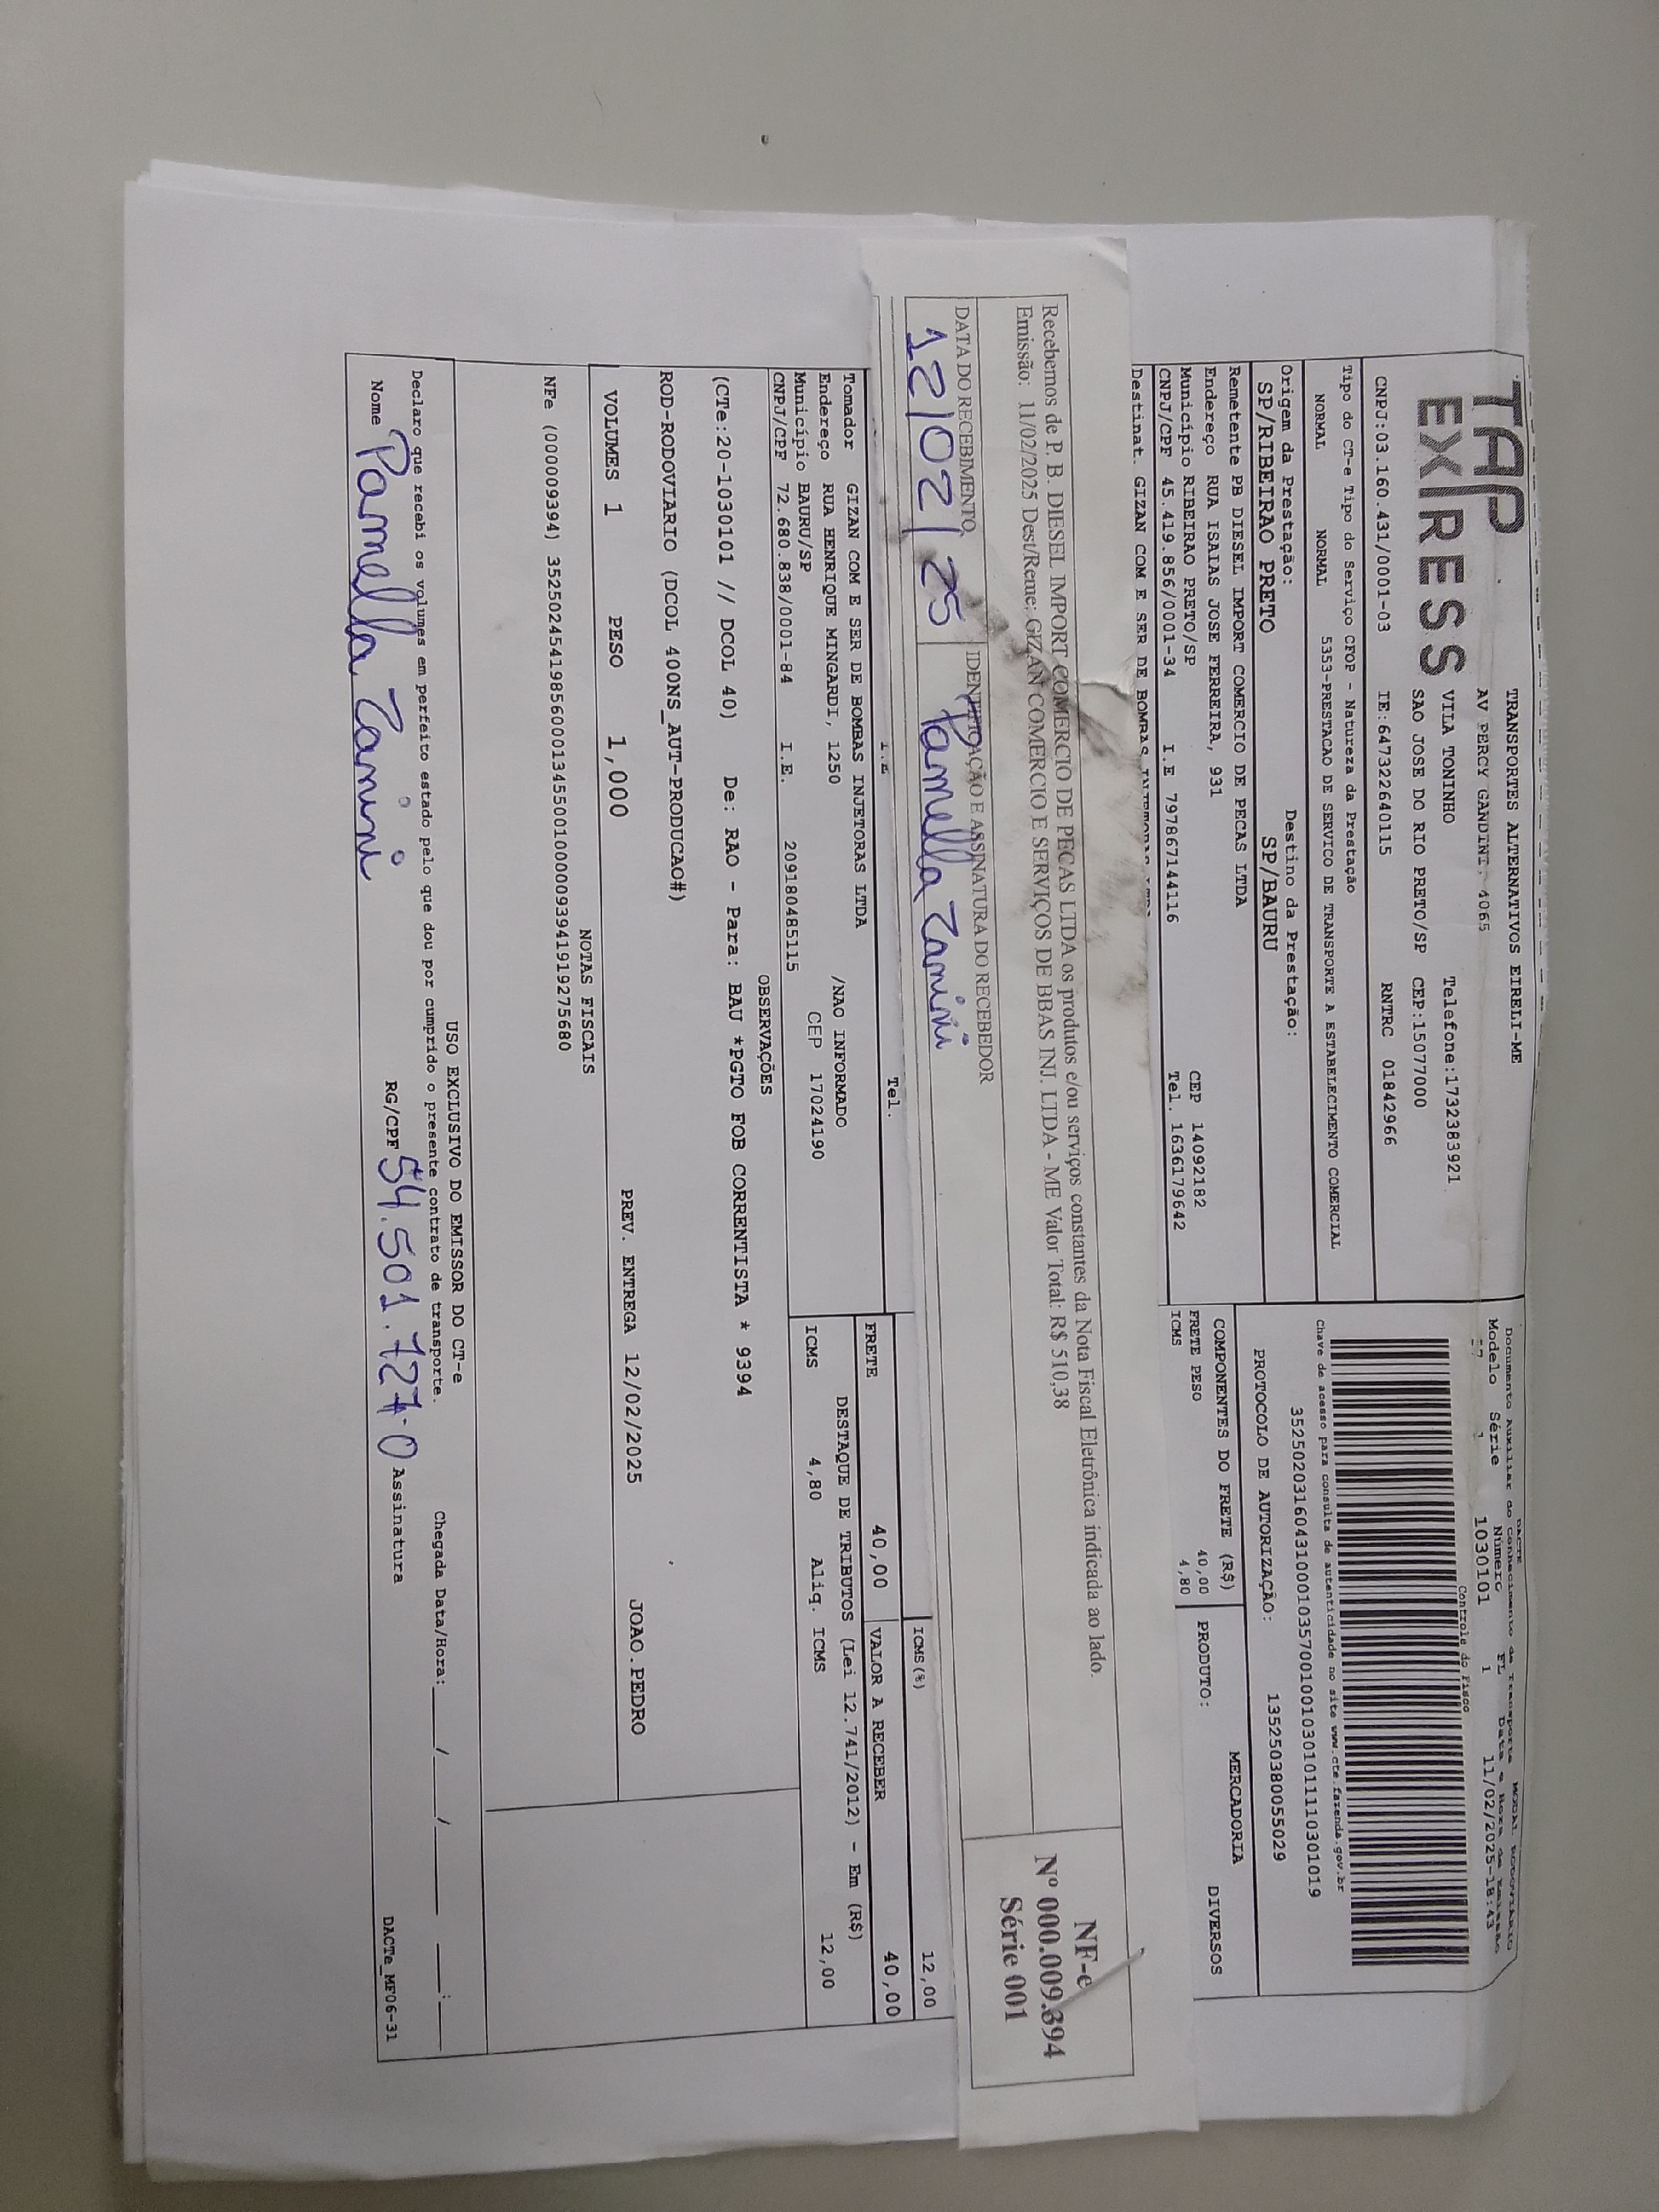 TAP
EXPRESS
TRANSPORTES ALTERNATIVOS EIRELI-ME
AV PERCY GANDINI, 4065
VILA TONINHO Telefone:1732383921
SAO JOSE DO RIO PRETO/SP CEP:15077000
CNPJ:03.160.431/0001-03 IE:647322640115 RNTRC 01842966
DACTE
Documento Auxiliar do Conhecimento de Transporte MODAL RODOVIÁRIO
Modelo Série Número FL Data e Hora de Emissão
57 1 1030101 1 11/02/2025-18:43
Controle do Fisco
Chave de acesso para consulta de autenticidade no site www.cte.fazenda.gov.br
35250203160431000103570010010301011110301019
PROTOCOLO DE AUTORIZAÇÃO: 135250380055029
Tipo do CT-e Tipo do Serviço CFOP - Natureza da Prestação
NORMAL NORMAL 5353-PRESTACAO DE SERVICO DE TRANSPORTE A ESTABELECIMENTO COMERCIAL
Origem da Prestação: Destino da Prestação:
SP/RIBEIRAO PRETO SP/BAURU
Remetente PB DIESEL IMPORT COMERCIO DE PECAS LTDA
Endereço RUA ISAIAS JOSE FERREIRA, 931
Município RIBEIRAO PRETO/SP CEP 14092182
CNPJ/CPF 45.419.856/0001-34 I.E 797867144116 Tel. 1636179642
Destinat. GIZAN COM E SER DE BOMBAS INJETORAS LTDA
COMPONENTES DO FRETE (R$)
FRETE PESO 40,00
ICMS 4,80
MERCADORIA
PRODUTO: DIVERSOS
Recebemos de P. B. DIESEL IMPORT COMERCIO DE PECAS LTDA os produtos e/ou serviços constantes da Nota Fiscal Eletrônica indicada ao lado.
Emissão: 11/02/2025 Dest/Reme: GIZAN COMERCIO E SERVIÇOS DE BBAS INJ. LTDA - ME Valor Total: R$ 510,38
DATA DO RECEBIMENTO IDENTIFICAÇÃO E ASSINATURA DO RECEBEDOR
12/02/25 Pamella Zanini
NF-e
Nº 000.009.394
Série 001
I.E Tel.
ICMS(%) 12,00
Tomador GIZAN COM E SER DE BOMBAS INJETORAS LTDA
Endereço RUA HENRIQUE MINGARDI, 1250 /NAO INFORMADO
Município BAURU/SP CEP 17024190
CNPJ/CPF 72.680.838/0001-84 I.E. 209180485115
FRETE 40,00 VALOR A RECEBER 40,00
DESTAQUE DE TRIBUTOS (Lei 12.741/2012) - Em (R$)
ICMS 4,80 Aliq. ICMS 12,00
OBSERVAÇÕES
(CTe:20-1030101 // DCOL 40) De: RAO - Para: BAU *PGTO FOB CORRENTISTA * 9394
ROD-RODOVIARIO (DCOL 400NS_AUT-PRODUCAO#)
VOLUMES 1 PESO 1,000 PREV. ENTREGA 12/02/2025 JOAO.PEDRO
NOTAS FISCAIS
NFe (000009394) 35250245419856000134550010000093941919275680
USO EXCLUSIVO DO EMISSOR DO CT-e
Declaro que recebi os volumes em perfeito estado pelo que dou por cumprido o presente contrato de transporte. Chegada Data/Hora:____/____/______ ___:___
Nome Pamella Zanini RG/CPF 54.501.727-0 Assinatura DACTe_MF06-31